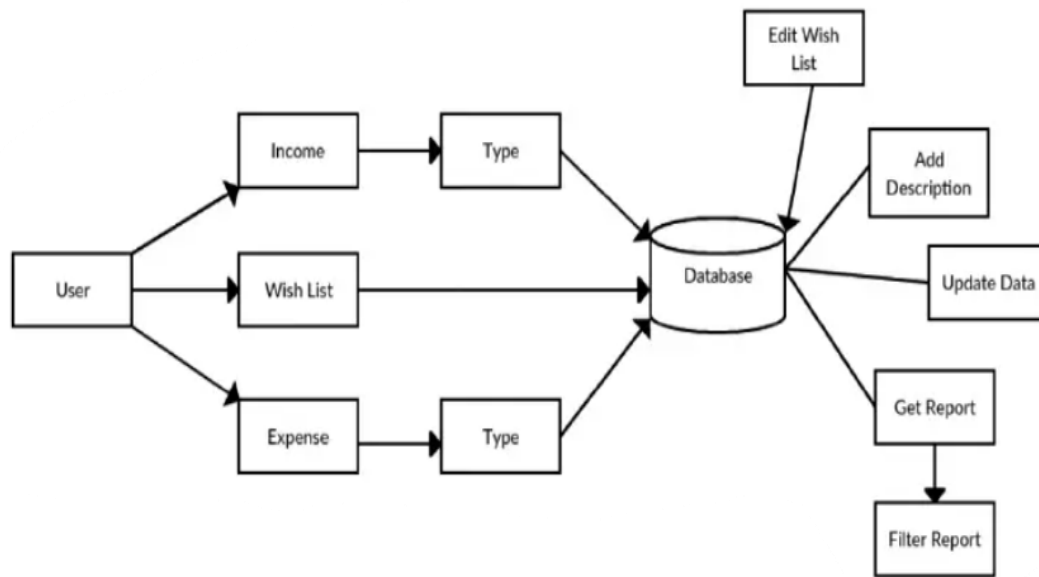 Edit Wish
List
Income
Type
Add
Description
User
Wish List
Database
Update Data
Expense
Type
Get Report
Filter Report